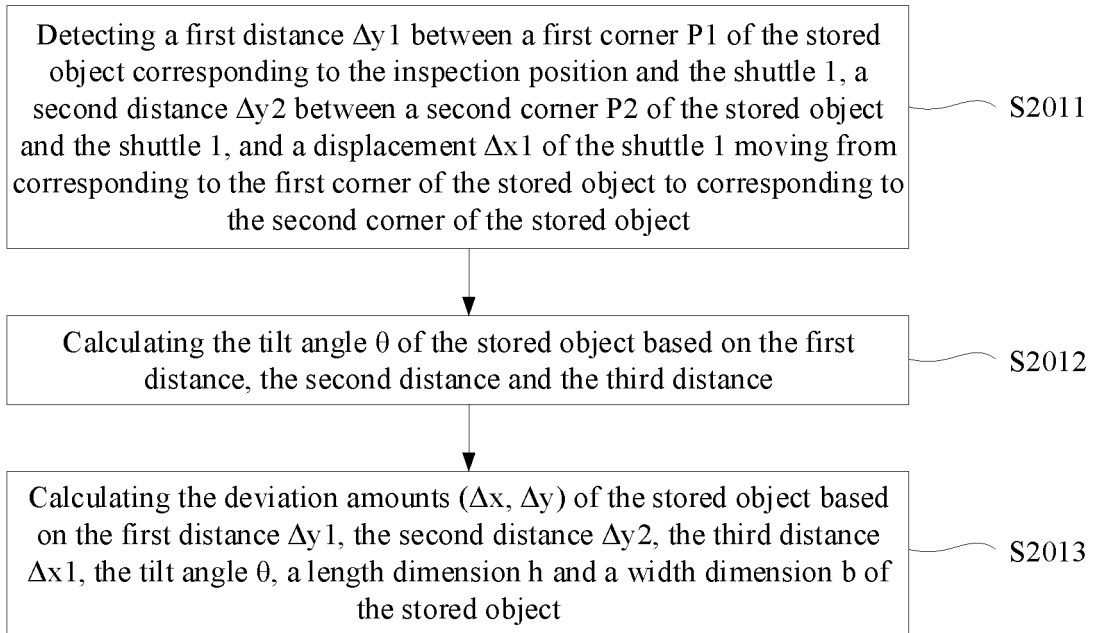 Detecting a first distance Δy1 between a first corner P1 of the stored
object corresponding to the inspection position and the shuttle 1, a
second distance Δy2 between a second corner P2 of the stored object
and the shuttle 1, and a displacement Δx1 of the shuttle 1 moving from
corresponding to the first corner of the stored object to corresponding to
the second corner of the stored object
S2011
Calculating the tilt angle θ of the stored object based on the first
distance, the second distance and the third distance
S2012
Calculating the deviation amounts (Δx, Δy) of the stored object based
on the first distance Δy1, the second distance Δy2, the third distance
Δx1, the tilt angle θ, a length dimension h and a width dimension b of
the stored object
S2013